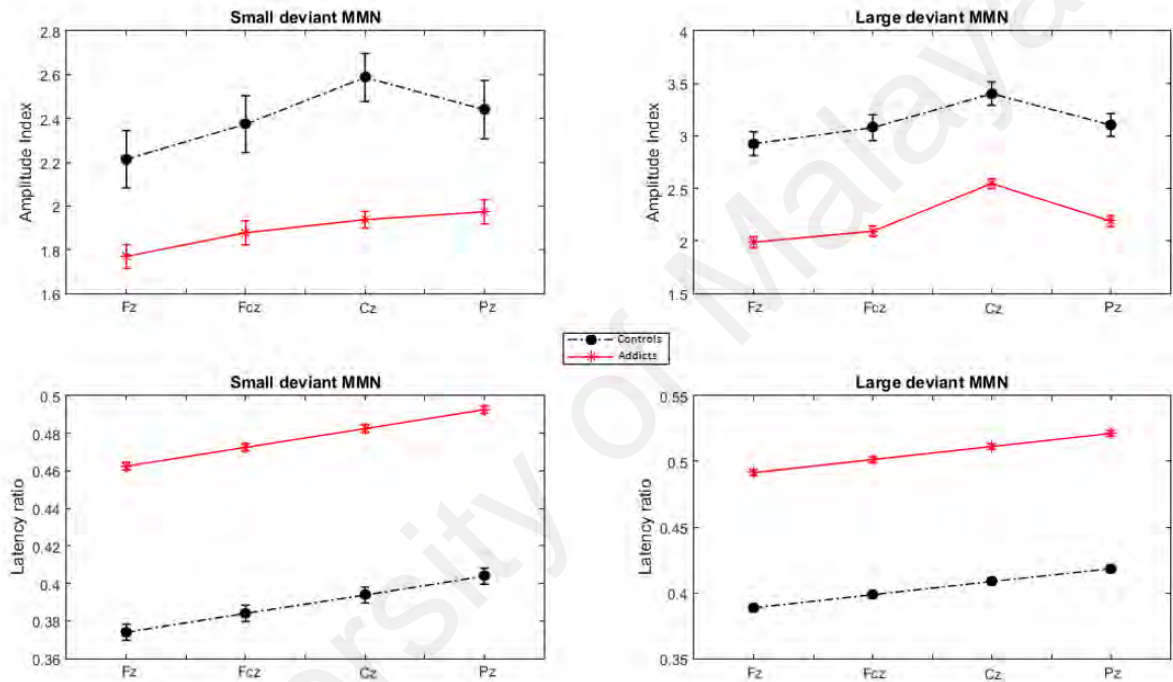 Small deviant MMN
Amplitude Index
2.8
2.6
2.4
2.2
2
1.8
1.6
Fz
Fcz
Cz
Pz
Large deviant MMN
Amplitude Index
4
3.5
3
2.5
2
1.5
Fz
Fcz
Cz
Pz
Controls
Addicts
Small deviant MMN
Latency ratio
0.5
0.48
0.46
0.44
0.42
0.4
0.38
0.36
Fz
Fcz
Cz
Pz
Large deviant MMN
Latency ratio
0.55
0.5
0.45
0.4
0.35
Fz
Fcz
Cz
Pz
ersity of Malaya